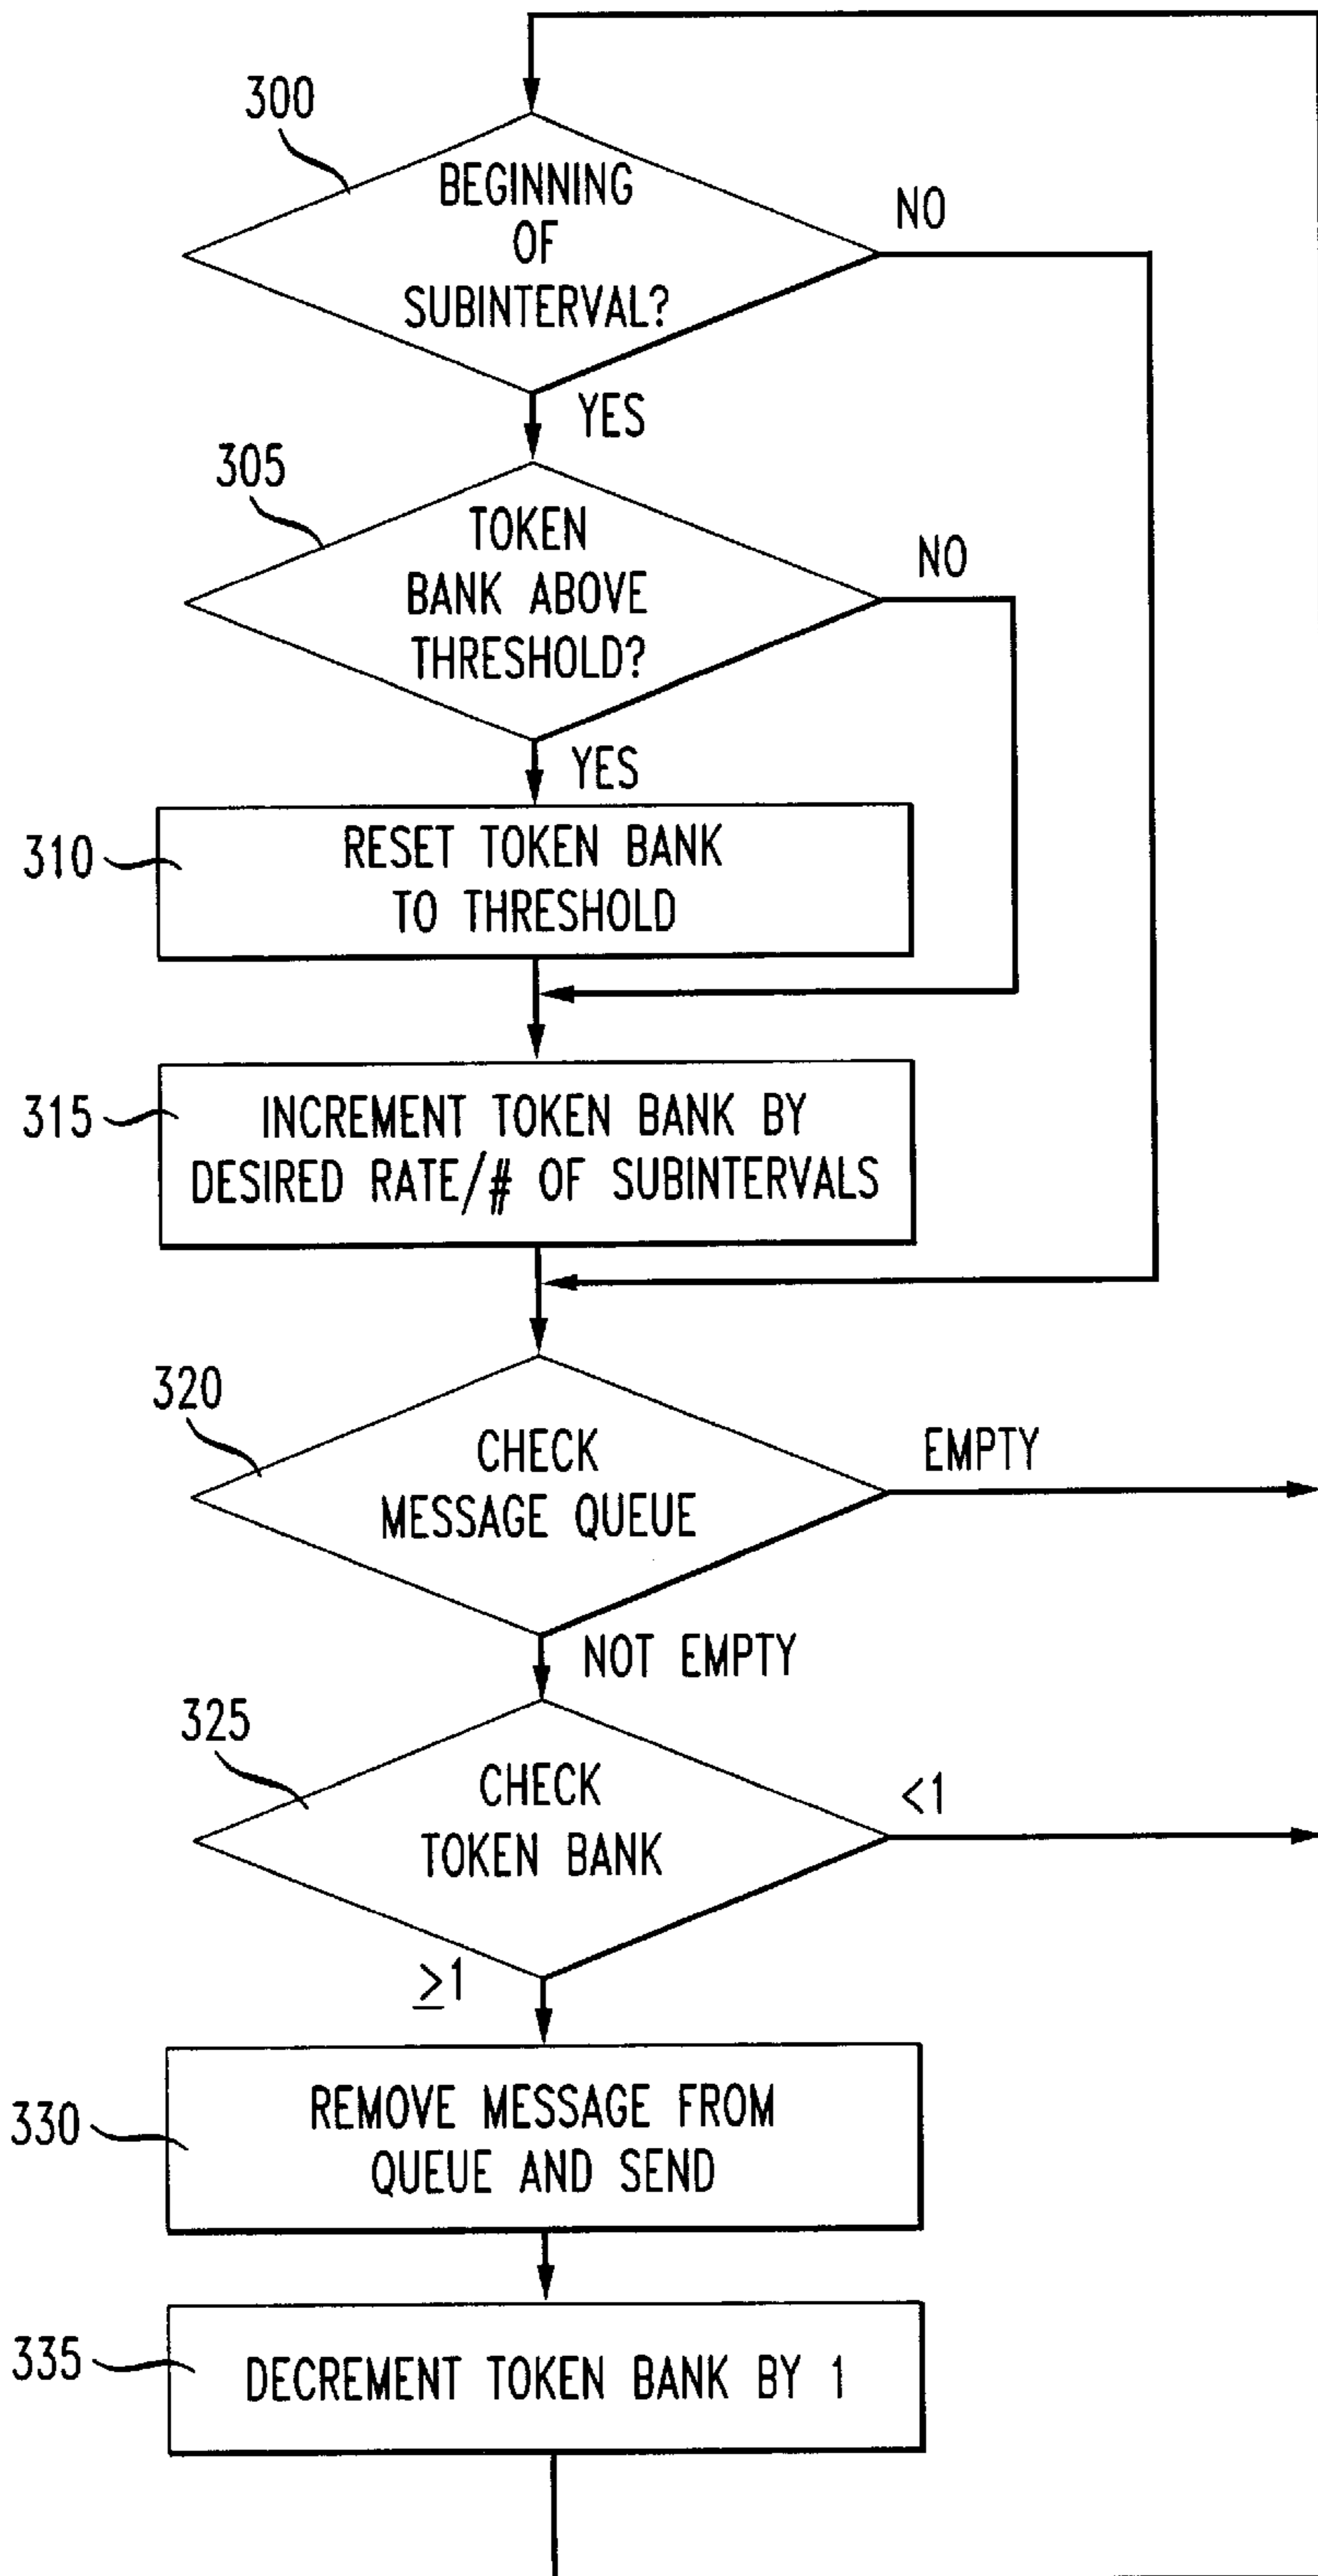 300
BEGINNING
OF
SUBINTERVAL?
NO
YES
305
TOKEN
BANK ABOVE
THRESHOLD?
NO
YES
310
RESET TOKEN BANK
TO THRESHOLD
315
INCREMENT TOKEN BANK BY
DESIRED RATE/# OF SUBINTERVALS
320
CHECK
MESSAGE QUEUE
EMPTY
NOT EMPTY
325
CHECK
TOKEN BANK
<1
≥1
330
REMOVE MESSAGE FROM
QUEUE AND SEND
335
DECREMENT TOKEN BANK BY 1